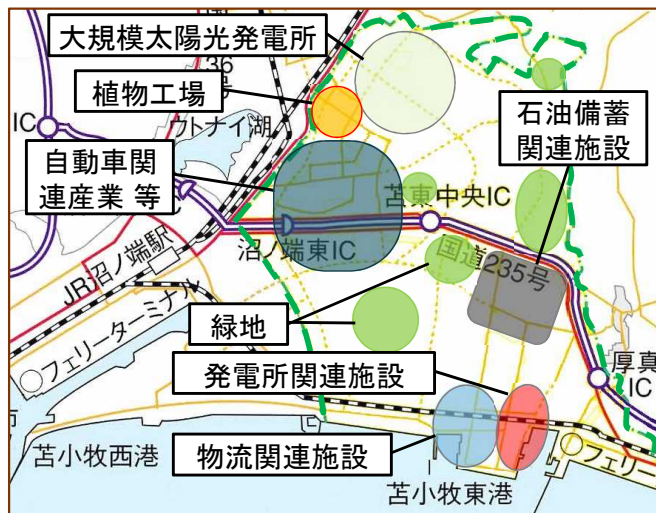 大規模太陽光発電所
36
号
植物工場
IC
ウトナイ湖
石油備蓄
関連施設
自動車関
連産業 等
苫東中央IC
沼ノ端東IC
国道235号
JR沼ノ端駅
緑地
フェリーターミナル
発電所関連施設
厚真
IC
物流関連施設
フェリー
苫小牧西港
苫小牧東港